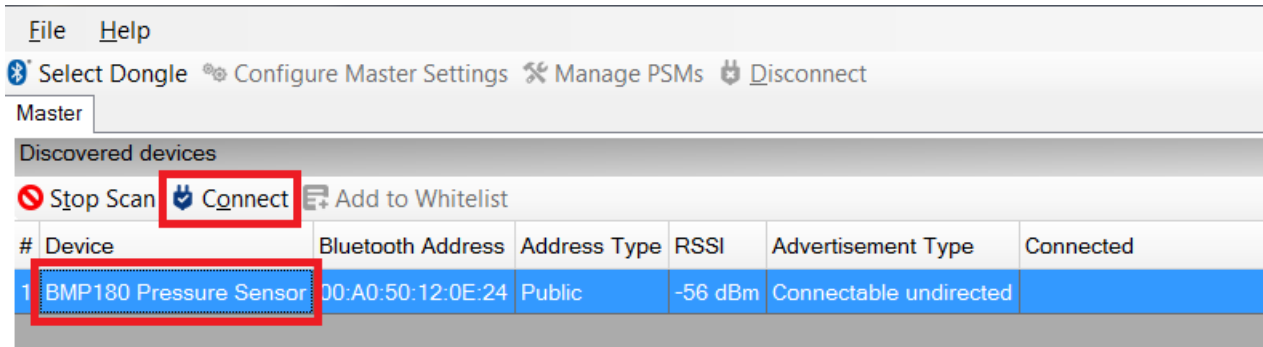 File Help
Select Dongle Configure Master Settings Manage PSMs Disconnect
Master
Discovered devices
Stop Scan Connect Add to Whitelist
# Device Bluetooth Address Address Type RSSI Advertisement Type Connected
1 BMP180 Pressure Sensor 00:A0:50:12:0E:24 Public -56 dBm Connectable undirected